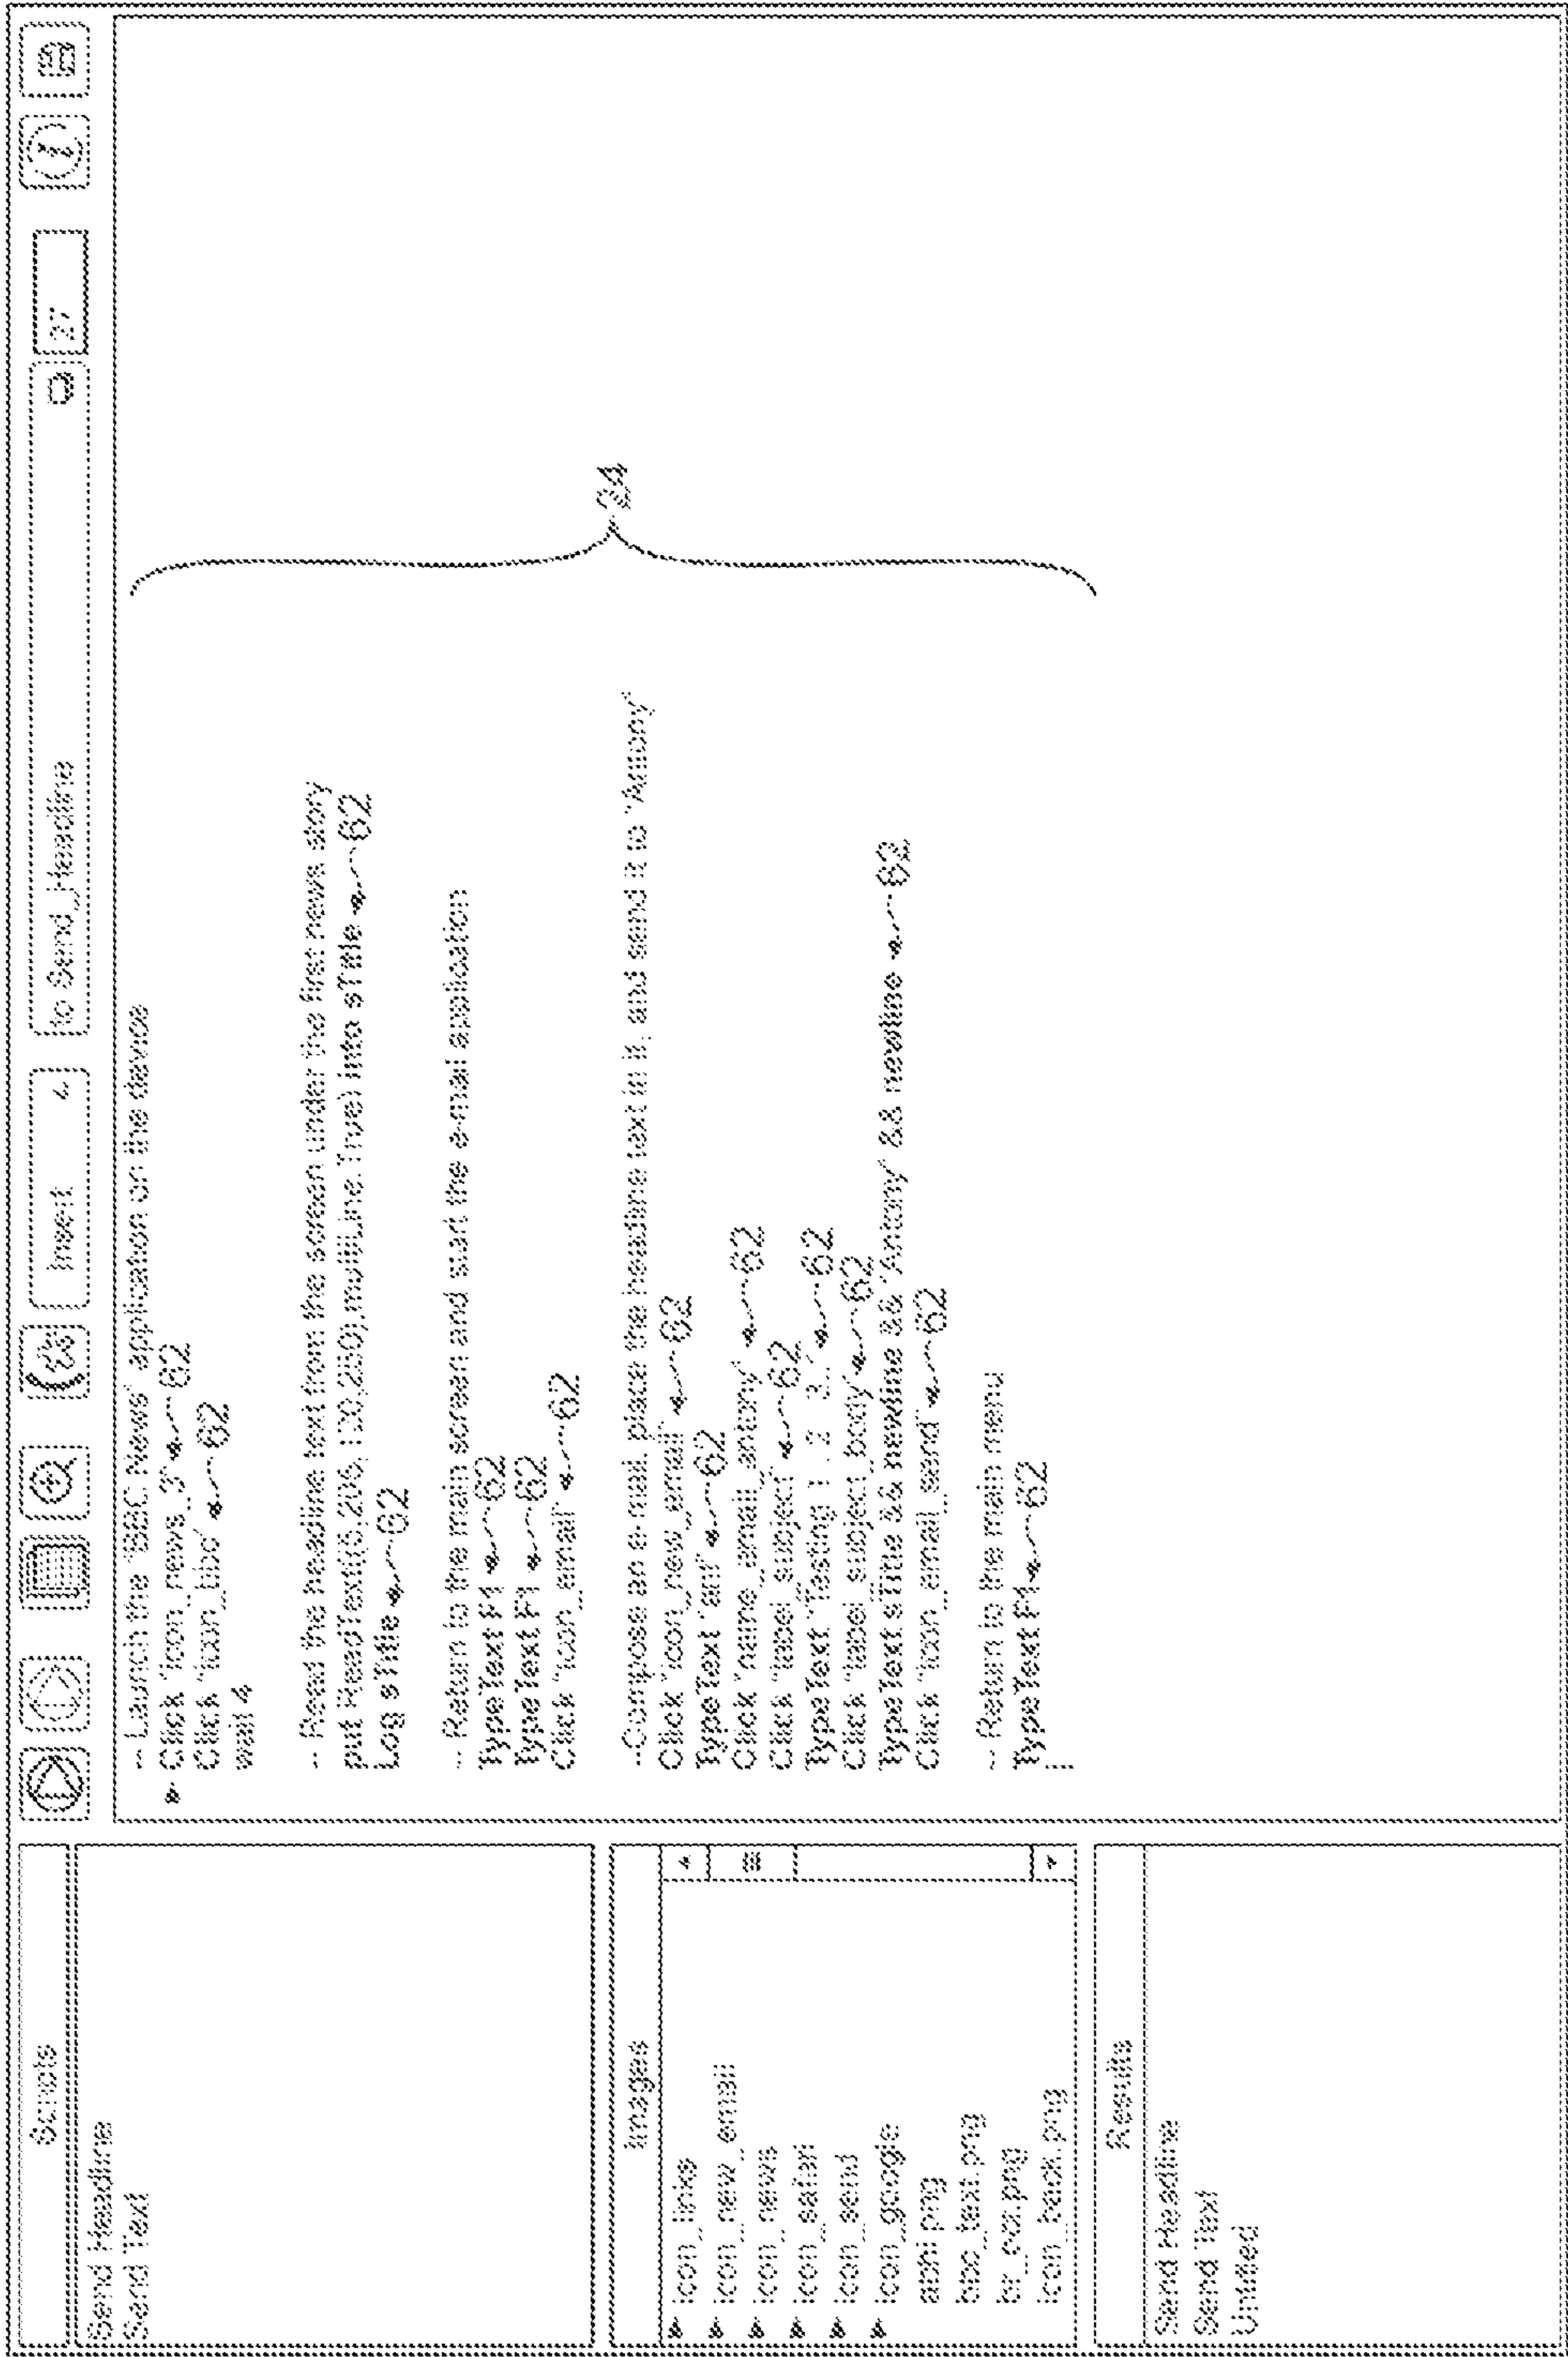 Insert
to Send_Headline
27
Scripts
Send Headline
Send Text
Images
icon_links
icon_new_email
icon_news
icon_safari
icon_send
icon_google
abhi.png
bbc_text.png
icon_back.png
Results
Send Headline
Send Text
Untitled
-- Launch the "BBC News" application on the device
Click "icon_news_3" 62
Click "icon_bbc" 62
wait 4
-- Read the headline text from the screen under the first news story
put ReadText((5,206,130,250),multiLine:True) into sTitle 62
Log sTitle 62
-- Return to the main screen and start the e-mail application
TypeText F1 62
TypeText F1 62
Click "icon_email" 62
--Compose an e-mail, place the headline text in it, and send it to "Antony"
Click "icon_new_email" 62
TypeText "ant" 62
Click "name_email_antony" 62
Click "label_subject" 62
TypeText "Testing 1. 2. 3.." 62
Click "label_subject_body" 62
TypeText sTitle && newline && "Antony" && newline 62
Click "icon_email_send" 62
-- Return to the main menu
TypeText F1 62
24